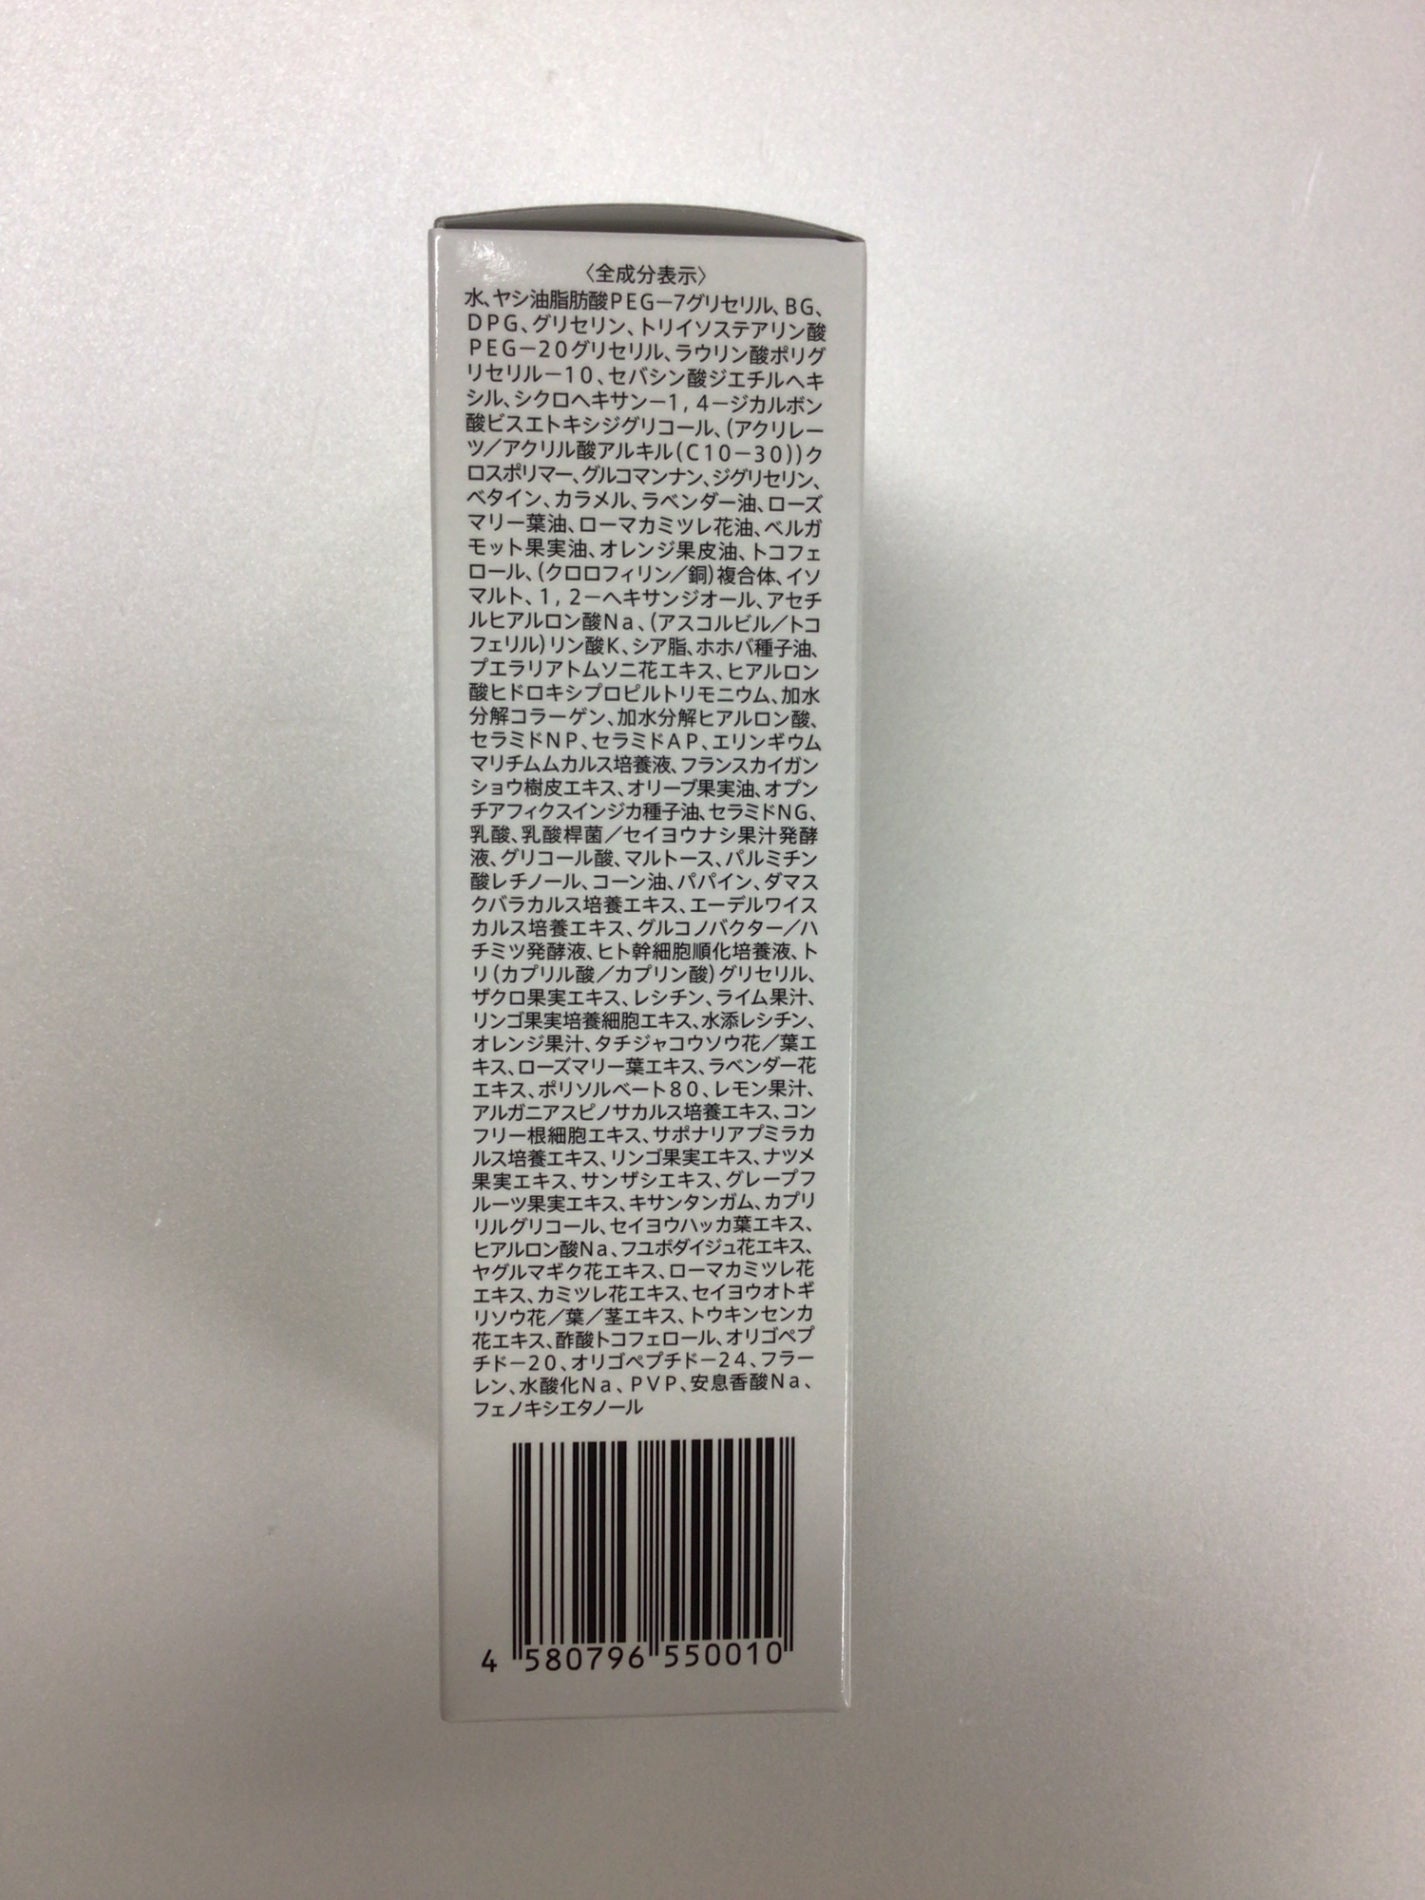 〈全成分表示〉
水、ヤシ油脂肪酸PEG－7グリセリル、BG、
DPG、グリセリン、トリイソステアリン酸
PEG－20グリセリル、ラウリン酸ポリグ
リセリル－10、セバシン酸ジエチルヘキ
シル、シクロヘキサン－1，4－ジカルボン
酸ビスエトキシジグリコール、(アクリレー
ツ／アクリル酸アルキル(C10－30))ク
ロスポリマー、グルコマンナン、ジグリセリン、
ベタイン、カラメル、ラベンダー油、ローズ
マリー葉油、ローマカミツレ花油、ベルガ
モット果実油、オレンジ果皮油、トコフェ
ロール、(クロロフィリン／銅)複合体、イソ
マルト、1，2－ヘキサンジオール、アセチ
ルヒアルロン酸Na、(アスコルビル／トコ
フェリル)リン酸K、シア脂、ホホバ種子油、
プエラリアトムソニ花エキス、ヒアルロン
酸ヒドロキシプロピルトリモニウム、加水
分解コラーゲン、加水分解ヒアルロン酸、
セラミドNP、セラミドAP、エリンギウム
マリチムムカルス培養液、フランスカイガン
ショウ樹皮エキス、オリーブ果実油、オプン
チアフィクスインジカ種子油、セラミドNG、
乳酸、乳酸桿菌／セイヨウナシ果汁発酵
液、グリコール酸、マルトース、パルミチン
酸レチノール、コーン油、パパイン、ダマス
クバラカルス培養エキス、エーデルワイス
カルス培養エキス、グルコノバクター／ハ
チミツ発酵液、ヒト幹細胞順化培養液、ト
リ(カプリル酸／カプリン酸)グリセリル、
ザクロ果実エキス、レシチン、ライム果汁、
リンゴ果実培養細胞エキス、水添レシチン、
オレンジ果汁、タチジャコウソウ花／葉エ
キス、ローズマリー葉エキス、ラベンダー花
エキス、ポリソルベート80、レモン果汁、
アルガニアスピノサカルス培養エキス、コン
フリー根細胞エキス、サポナリアプミラカ
ルス培養エキス、リンゴ果実エキス、ナツメ
果実エキス、サンザシエキス、グレープフ
ルーツ果実エキス、キサンタンガム、カプリ
リルグリコール、セイヨウハッカ葉エキス、
ヒアルロン酸Na、フユボダイジュ花エキス、
ヤグルマギク花エキス、ローマカミツレ花
エキス、カミツレ花エキス、セイヨウオトギ
リソウ花／葉／茎エキス、トウキンセンカ
花エキス、酢酸トコフェロール、オリゴペプ
チド－20、オリゴペプチド－24、フラー
レン、水酸化Na、PVP、安息香酸Na、
フェノキシエタノール
4 580796 550010